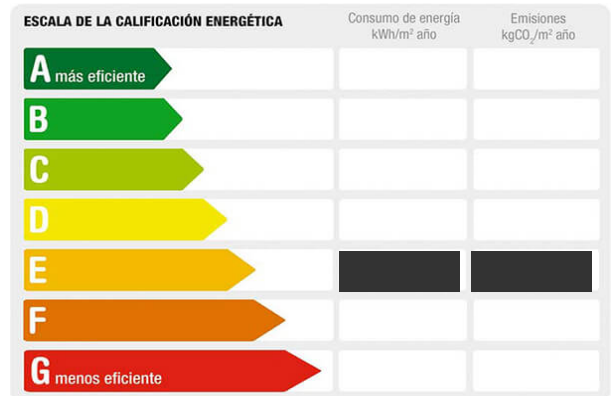 ESCALA DE LA CALIFICACIÓN ENERGÉTICA
Consumo de energía
kWh/m² año
Emisiones
kgCO₂/m² año
A más eficiente
B
C
D
E
F
G menos eficiente